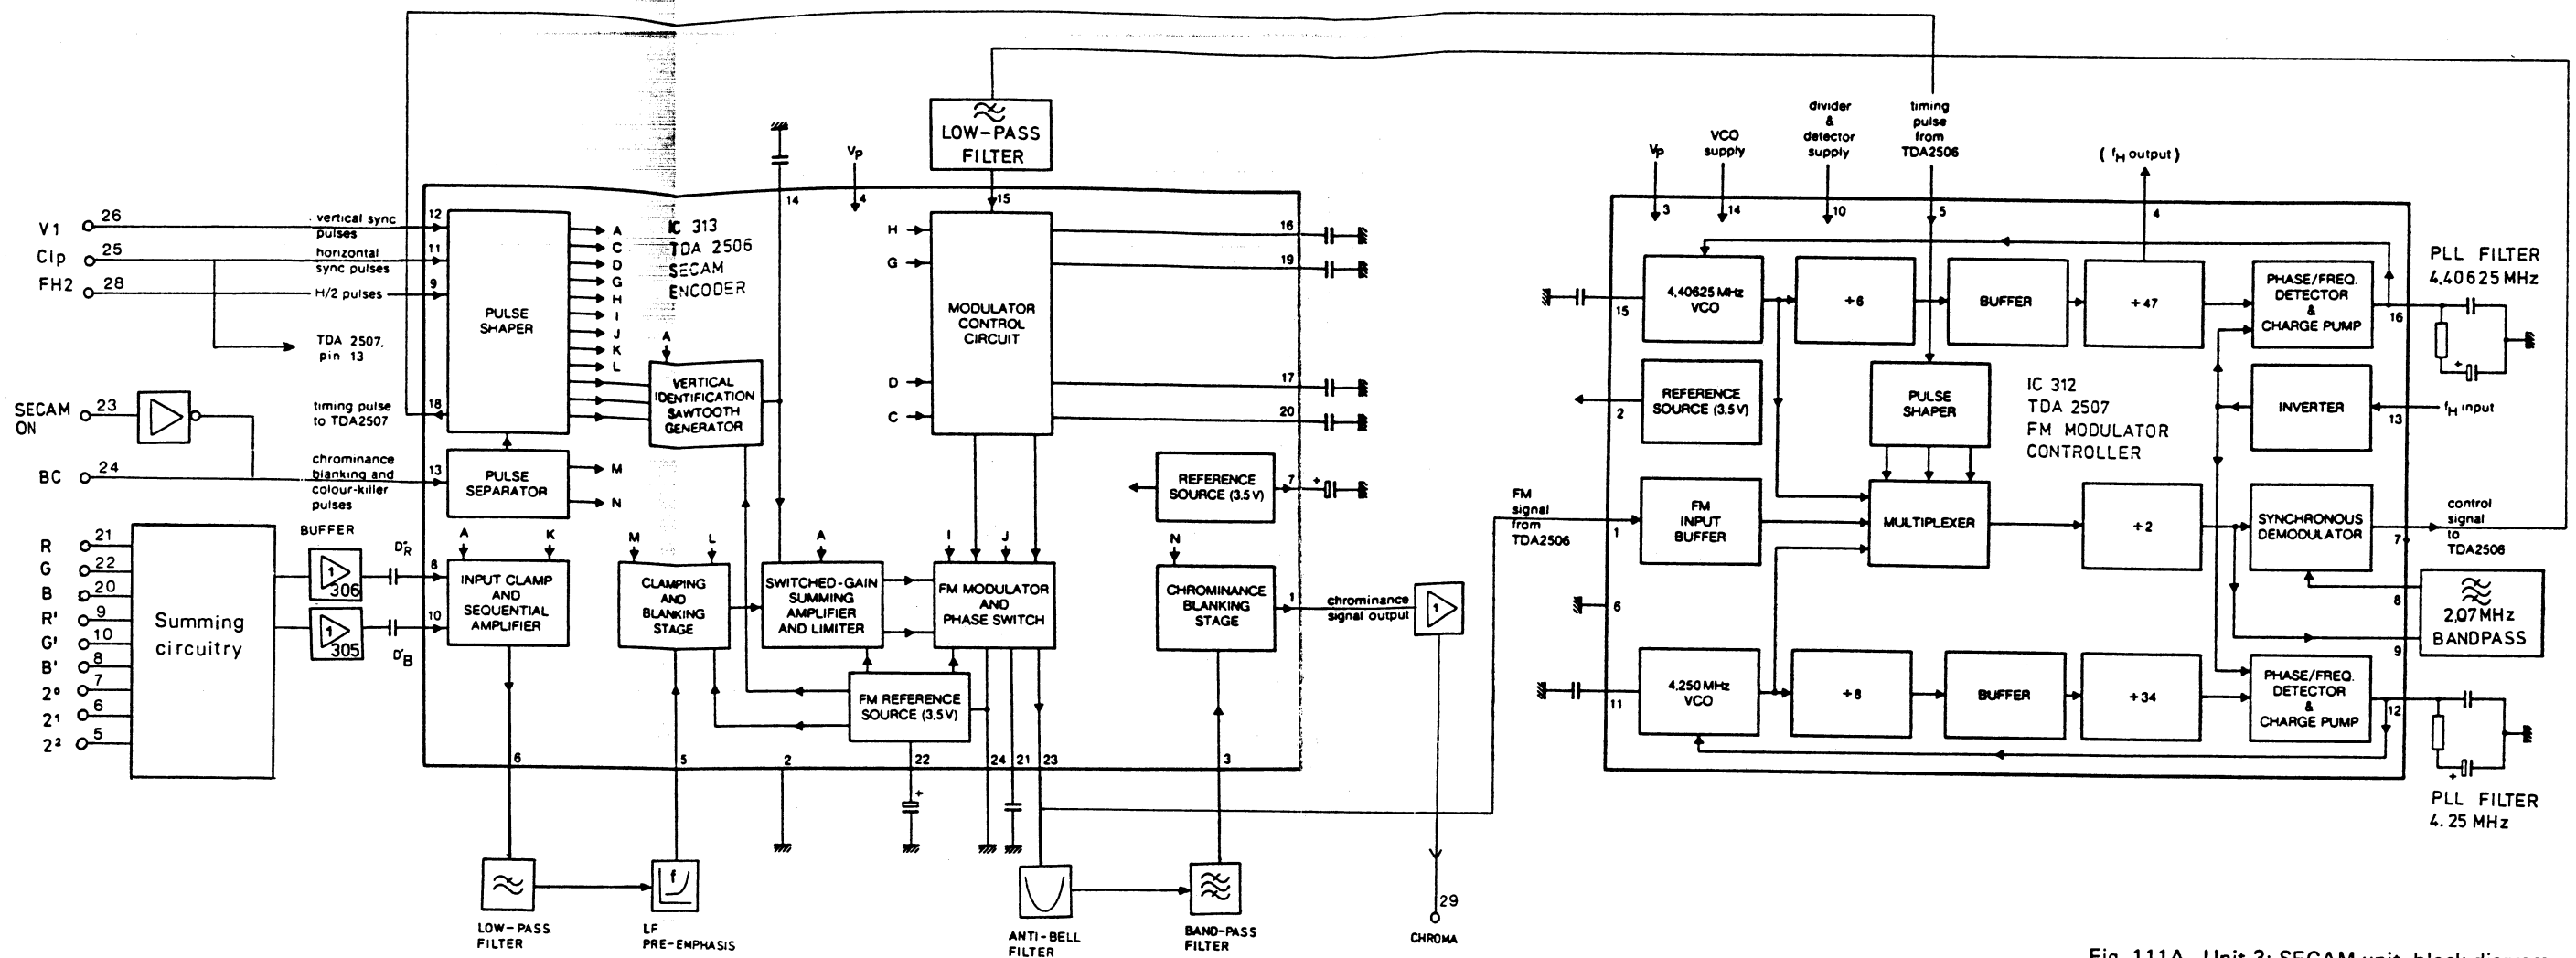 V1
26
vertical sync
pulses
12
Clp
25
horizontal
sync pulses
11
FH2
28
H/2 pulses
9
TDA 2507,
pin 13
SECAM
ON
23
timing pulse
to TDA2507
18
BC
24
chrominance
blanking and
colour-killer
pulses
13
R
21
G
22
B
20
R'
9
G'
10
B'
8
2⁰
7
2¹
6
2²
5
Summing
circuitry
BUFFER
1
306
D'R
8
1
305
D'B
10
PULSE
SHAPER
A
C
D
G
H
I
J
K
L
IC 313
TDA 2506
SECAM
ENCODER
PULSE
SEPARATOR
M
N
A
VERTICAL
IDENTIFICATION
SAWTOOTH
GENERATOR
14
Vp
4
LOW-PASS
FILTER
15
H
G
D
C
MODULATOR
CONTROL
CIRCUIT
16
19
17
20
REFERENCE
SOURCE (3.5 V)
7
+
A
K
INPUT CLAMP
AND
SEQUENTIAL
AMPLIFIER
M
L
CLAMPING
AND
BLANKING
STAGE
A
SWITCHED-GAIN
SUMMING
AMPLIFIER
AND LIMITER
I
J
FM MODULATOR
AND
PHASE SWITCH
N
CHROMINANCE
BLANKING
STAGE
1
chrominance
signal output
1
FM REFERENCE
SOURCE (3.5 V)
6
5
2
22
24
21
23
3
+
LOW-PASS
FILTER
f
LF
PRE-EMPHASIS
ANTI-BELL
FILTER
BAND-PASS
FILTER
29
CHROMA
Vp
3
VCO
supply
14
divider
&
detector
supply
10
timing
pulse
from
TDA2506
5
( fH output )
4
15
4,40625 MHz
VCO
÷6
BUFFER
÷47
PHASE/FREQ.
DETECTOR
&
CHARGE PUMP
16
PLL FILTER
4.40625 MHz
+
2
REFERENCE
SOURCE (3.5 V)
PULSE
SHAPER
IC 312
TDA 2507
FM MODULATOR
CONTROLLER
INVERTER
13
fH input
FM
signal
from
TDA2506
1
FM
INPUT
BUFFER
MULTIPLEXER
÷2
SYNCHRONOUS
DEMODULATOR
7
control
signal
to
TDA2506
6
8
2,07 MHz
BANDPASS
9
11
4,250 MHz
VCO
÷8
BUFFER
÷34
PHASE/FREQ.
DETECTOR
&
CHARGE PUMP
12
+
PLL FILTER
4.25 MHz